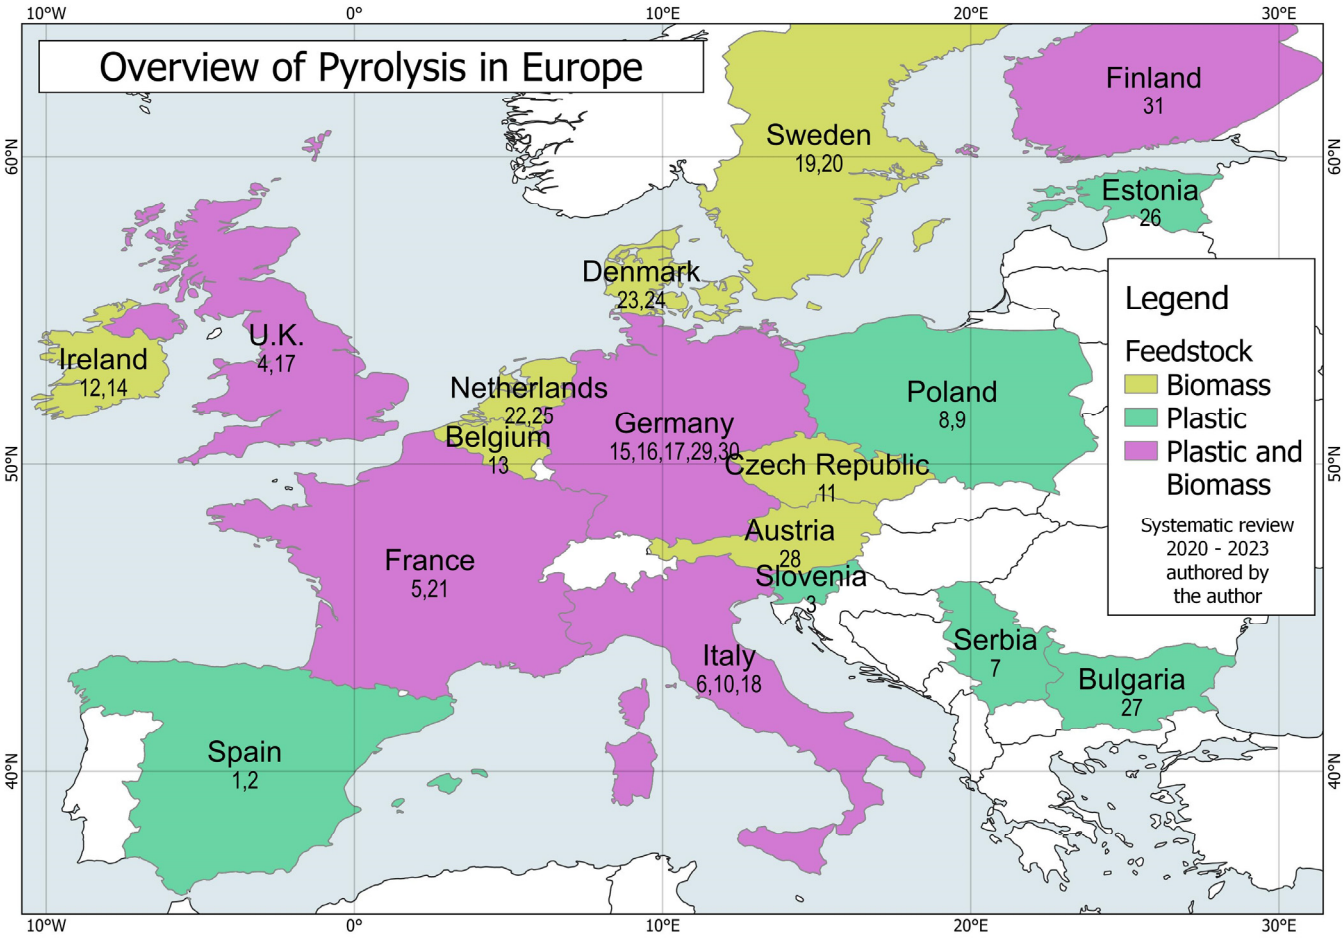 10°W 0° 10°E 20°E 30°E
Overview of Pyrolysis in Europe
Finland
31
Sweden
19,20
60°N 60°N
Estonia
26
Denmark
23,24
Legend
Feedstock
Biomass
Plastic
Plastic and
Biomass
Systematic review
2020 - 2023
authored by
the author
U.K.
4,17
Ireland
12,14
Netherlands
22,25
Belgium
13
Germany
15,16,17,29,30
Poland
8,9
50°N 50°N
Czech Republic
11
Austria
28
Slovenia
3
France
5,21
Serbia
7
Italy
6,10,18
Bulgaria
27
Spain
1,2
40°N 40°N
10°W 0° 10°E 20°E 30°E